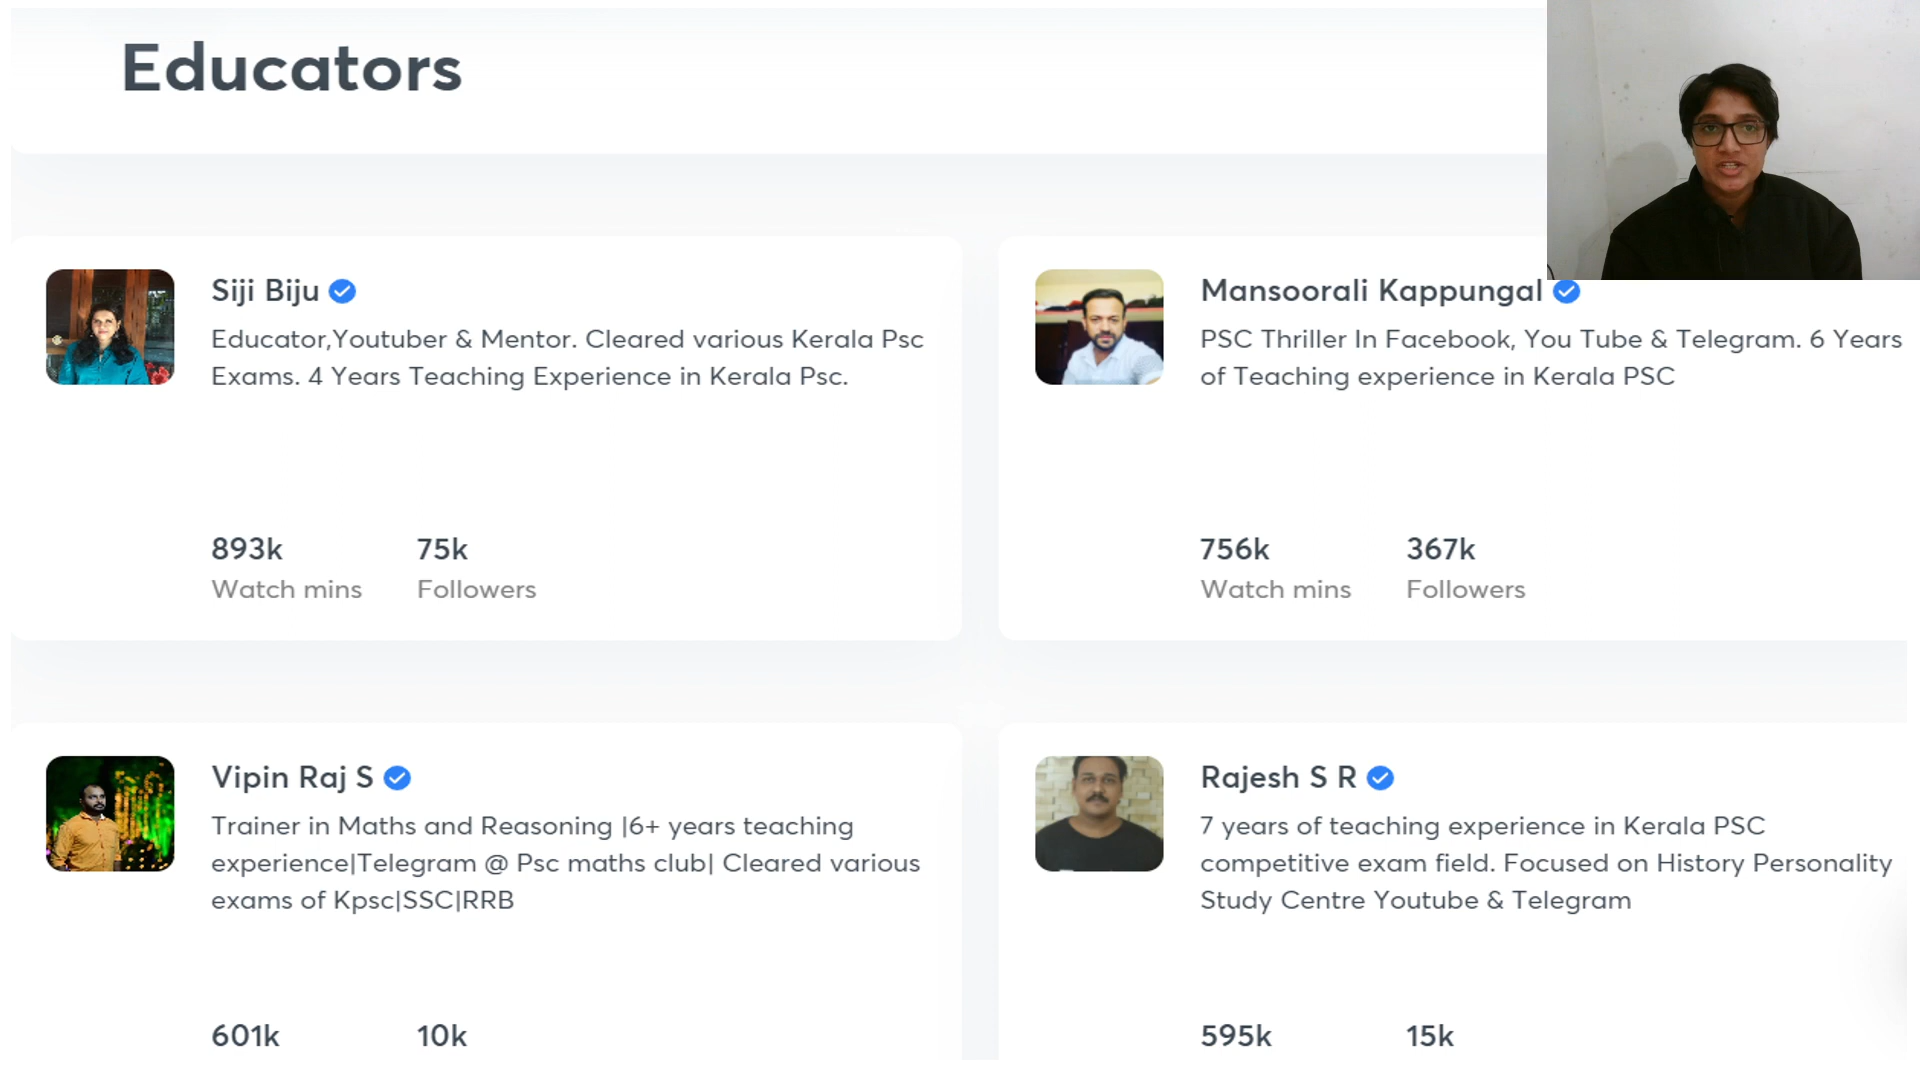 Educators
Siji Biju
Educator,Youtuber & Mentor. Cleared various Kerala Psc
Exams. 4 Years Teaching Experience in Kerala Psc.
893k 75k
Watch mins Followers
Mansoorali Kappungal
PSC Thriller In Facebook, You Tube & Telegram. 6 Years
of Teaching experience in Kerala PSC
756k 367k
Watch mins Followers
Vipin Raj S
Trainer in Maths and Reasoning |6+ years teaching
experience|Telegram @ Psc maths club| Cleared various
exams of Kpsc|SSC|RRB
601k 10k
Rajesh S R
7 years of teaching experience in Kerala PSC
competitive exam field. Focused on History Personality
Study Centre Youtube & Telegram
595k 15k